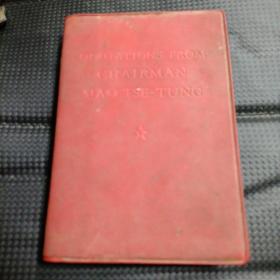 QUOTATIONS FROM
CHAIRMAN
MAO TSE-TUNG